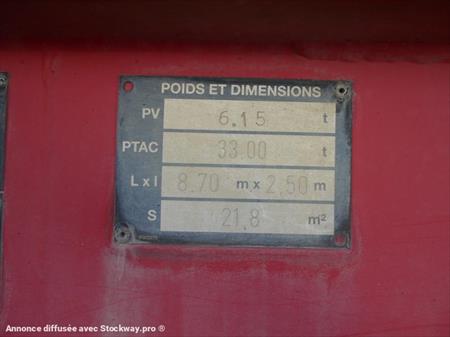 POIDS ET DIMENSIONS
PV 6.15 t
PTAC 33.00 t
L x l 8.70 m x 2,50 m
S 21,8 m²
Annonce diffusée avec Stockway.pro ®